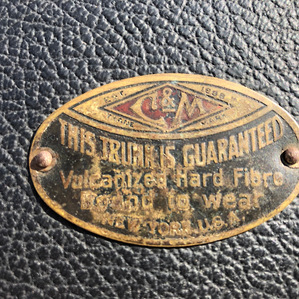 T&M
THIS TRUNK IS GUARANTEED
Vulcanized Hard Fibre
Bound to wear
U.S.A.